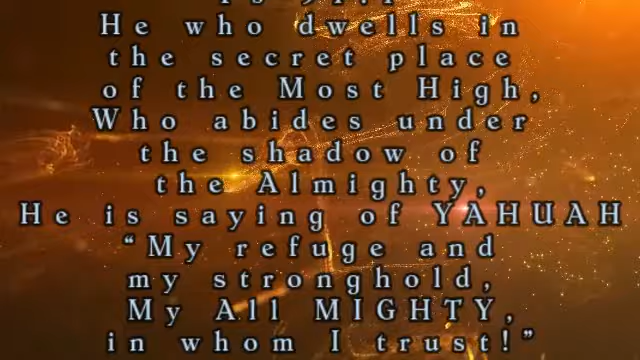 He who dwells in
the secret place
of the Most High,
Who abides under
the shadow of
the Almighty,
He is saying of YAHUAH
“My refuge and
my stronghold,
My All MIGHTY,
in whom I trust!”